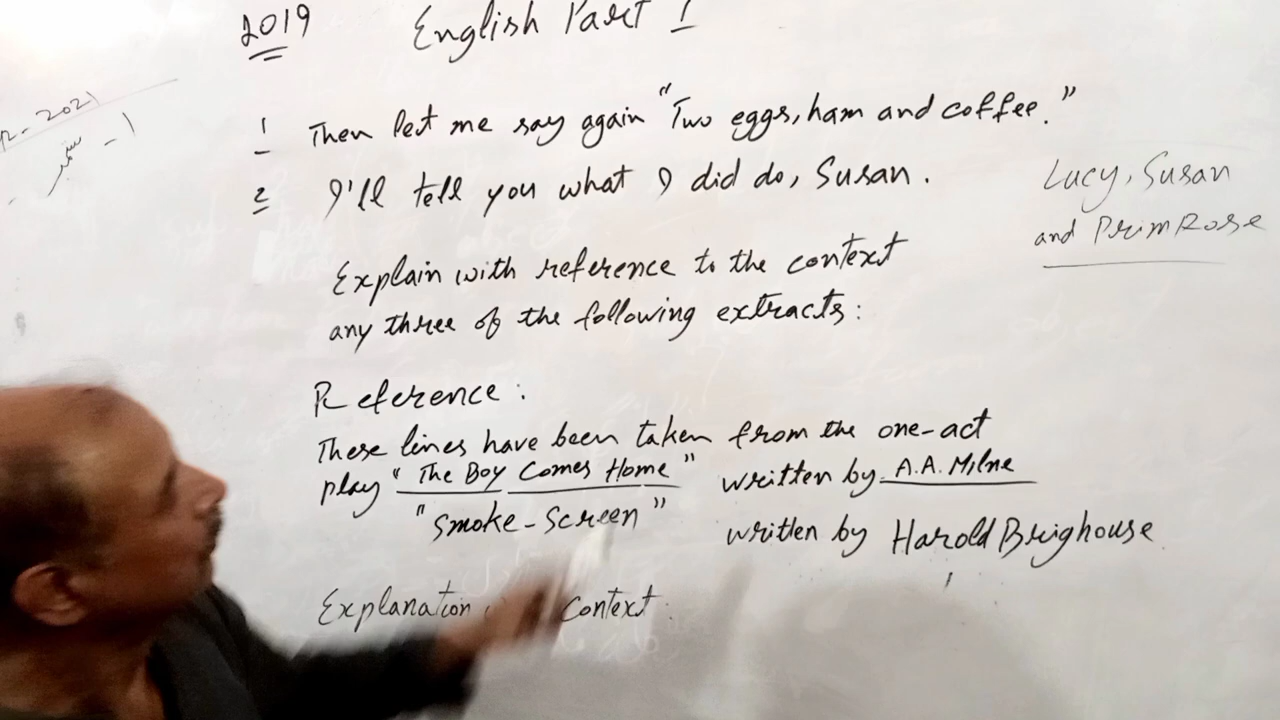 2019 English Part I
2021
1 Then let me say again "Two eggs, ham and coffee."
2 I'll tell you what I did do, Susan.
Lucy, Susan
and PrimRose
Explain with reference to the context
any three of the following extracts:
Reference:
These lines have been taken from the one-act
play "The Boy Comes Home" written by A.A. Milne
"Smoke-Screen" written by Harold Brighouse
Explanation context: